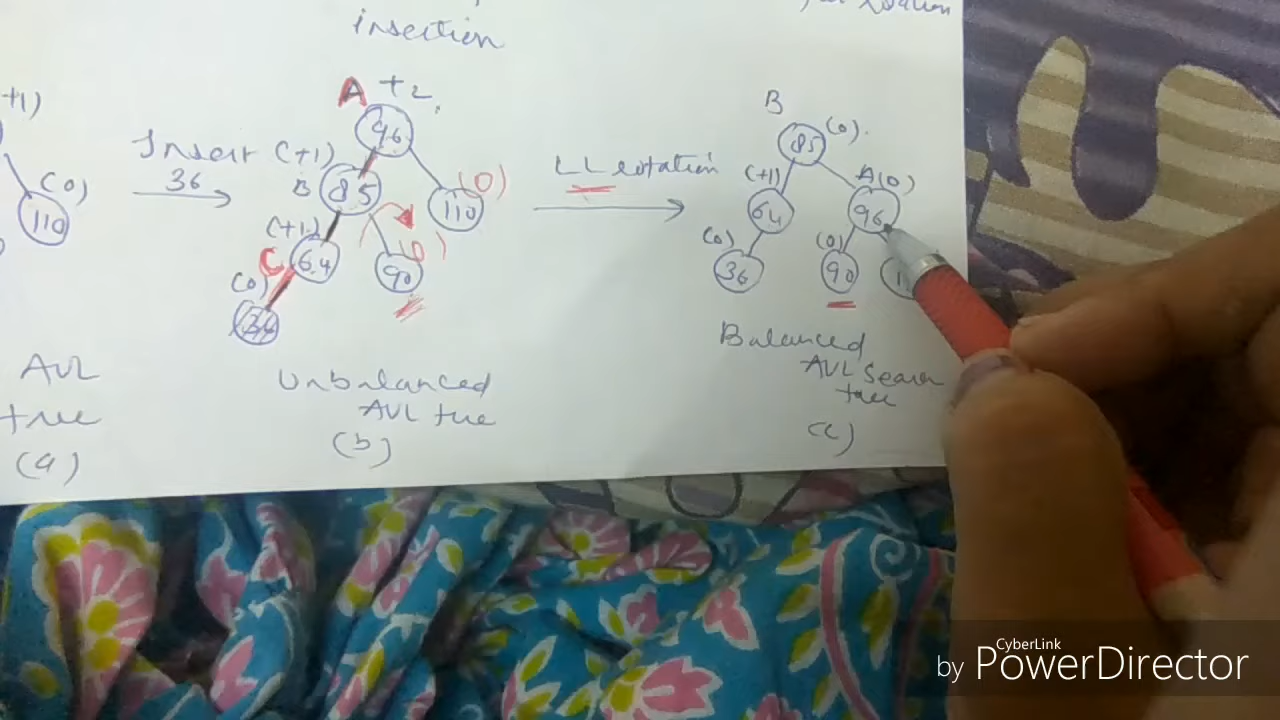 insertion
rotation
+1)
(0)
110
Insert
36
A +2
96
(+1)
B 85
110 (0)
(+1)
C 64
90 (0)
(0)
36
LL rotation
B
85 (0)
(+1)
64
A(0)
96
(0)
36
(0)
90
1
AVL
tree
(a)
Unbalanced
AVL tree
(b)
Balanced
AVL Search
tree
(c)
CyberLink
by PowerDirector